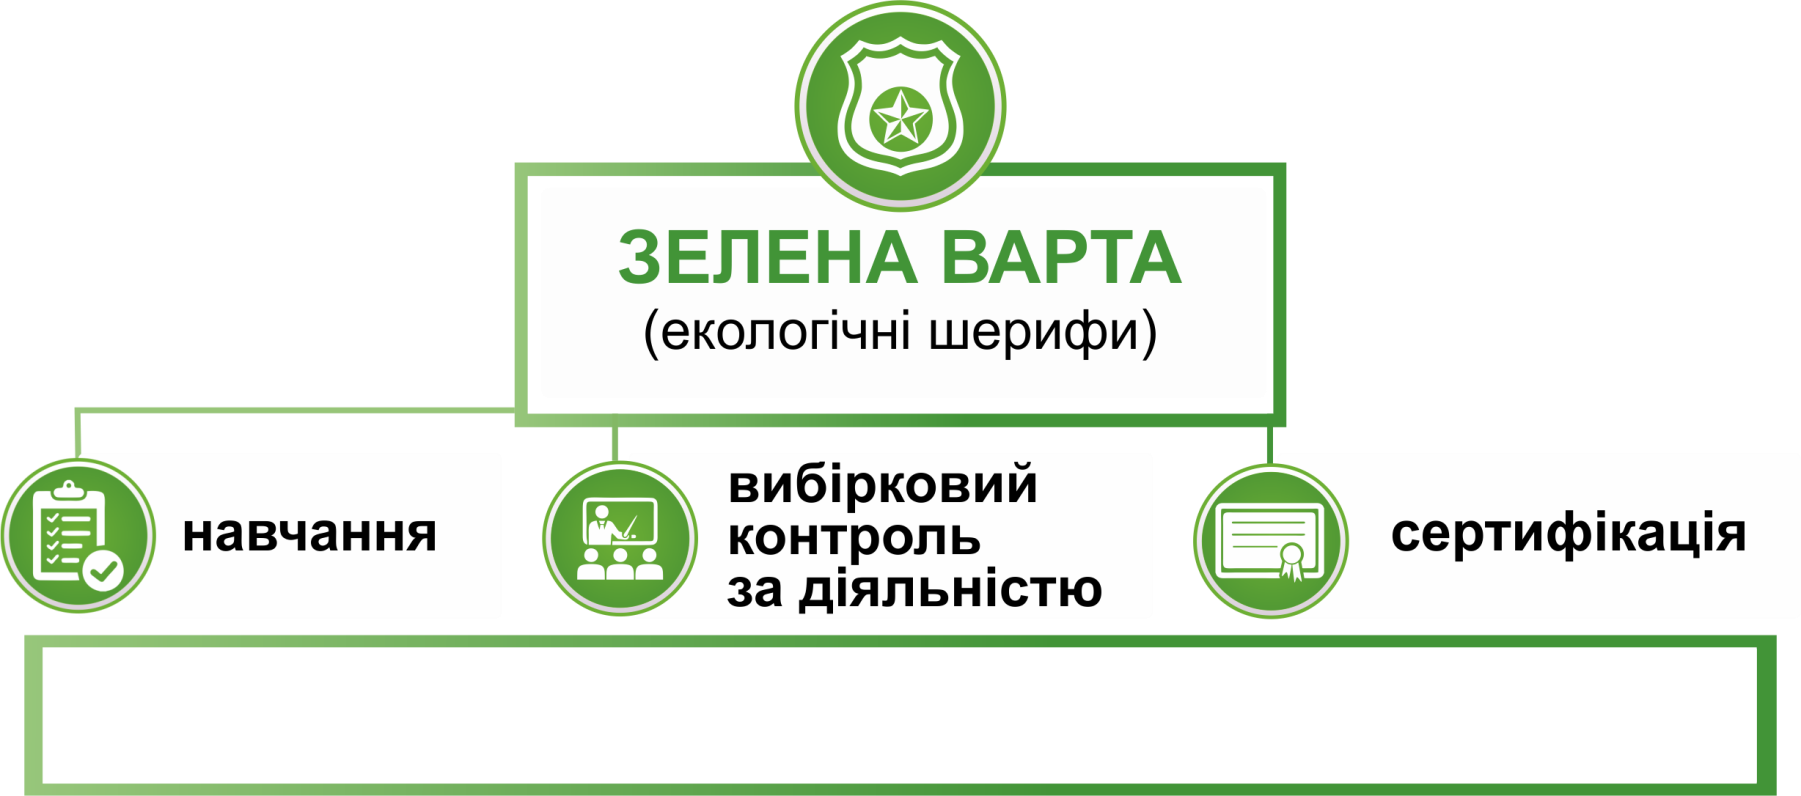 ЗЕЛЕНА ВАРТА
(екологічні шерифи)
навчання
вибірковий
контроль
за діяльністю
сертифікація